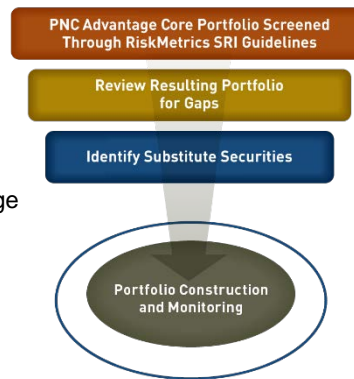 PNC Advantage Core Portfolio Screened
Through RiskMetrics SRI Guidelines
Review Resulting Portfolio
for Gaps
Identify Substitute Securities
ge
Portfolio Construction
and Monitoring